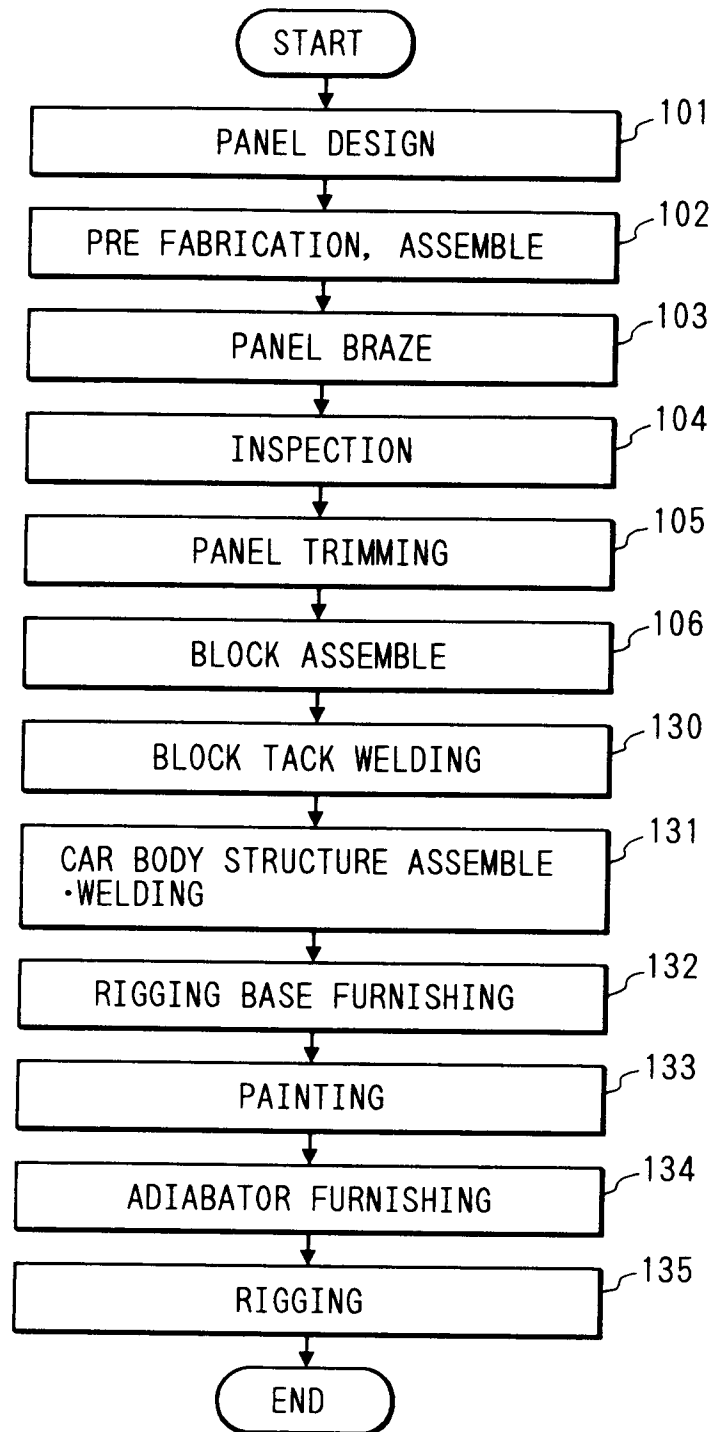 START
PANEL DESIGN
101
PRE FABRICATION, ASSEMBLE
102
PANEL BRAZE
103
INSPECTION
104
PANEL TRIMMING
105
BLOCK ASSEMBLE
106
BLOCK TACK WELDING
130
CAR BODY STRUCTURE ASSEMBLE
·WELDING
131
RIGGING BASE FURNISHING
132
PAINTING
133
ADIABATOR FURNISHING
134
RIGGING
135
END